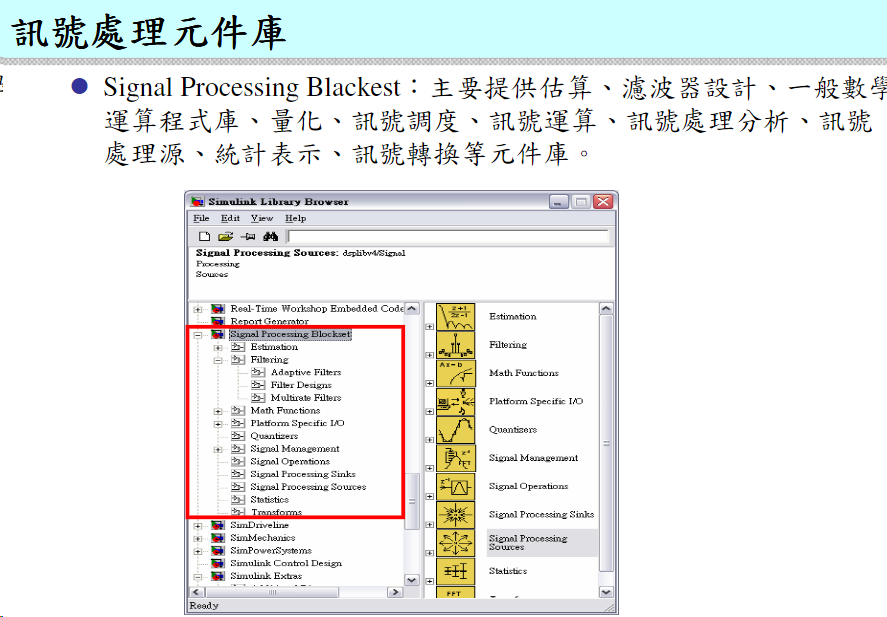 訊號處理元件庫
Signal Processing Blackest：主要提供估算、濾波器設計、一般數學
運算程式庫、量化、訊號調度、訊號運算、訊號處理分析、訊號
處理源、統計表示、訊號轉換等元件庫。
Simulink Library Browser
File Edit View Help
Signal Processing Sources: dsplibv4/Signal
Processing
Sources
Real-Time Workshop Embedded Code
Report Generator
Signal Processing Blockset
Estimation
Filtering
Adaptive Filters
Filter Designs
Multirate Filters
Math Functions
Platform Specific I/O
Quantizers
Signal Management
Signal Operations
Signal Processing Sinks
Signal Processing Sources
Statistics
Transforms
SimDriveline
SimMechanics
SimPowerSystems
Simulink Control Design
Simulink Extras
Estimation
Filtering
Math Functions
Platform Specific I/O
Quantizers
Signal Management
Signal Operations
Signal Processing Sinks
Signal Processing
Sources
Statistics
Ready